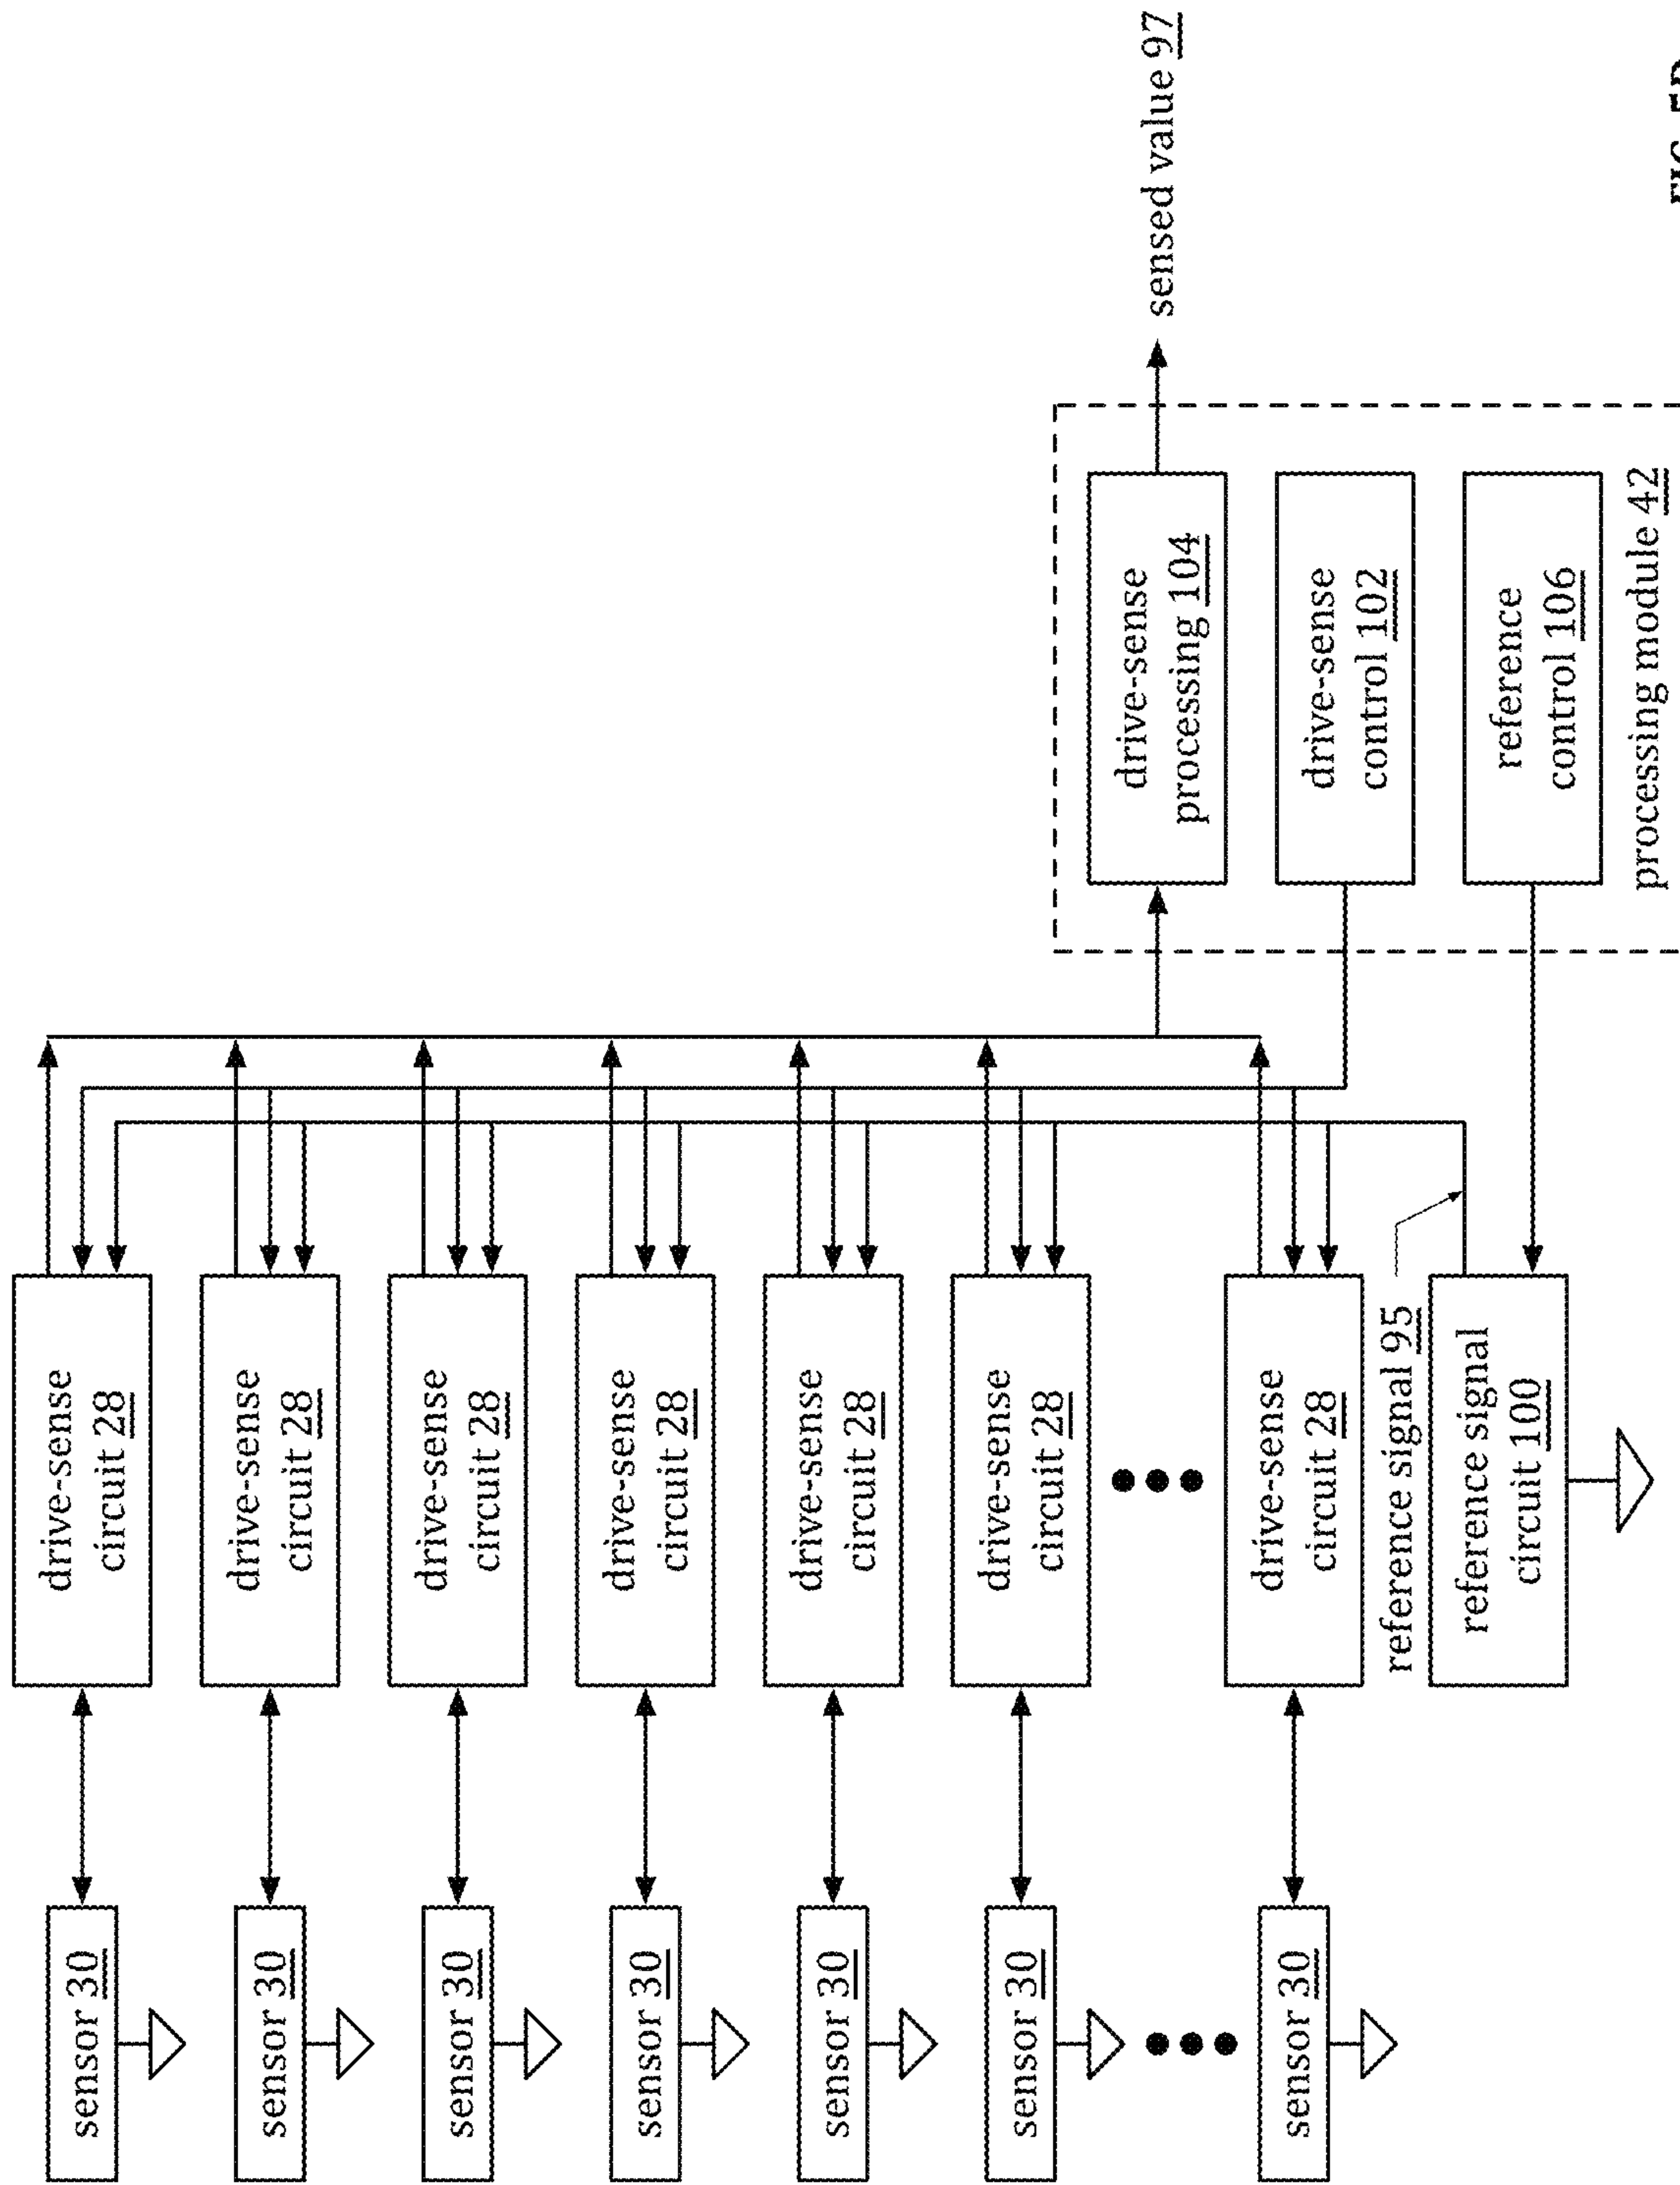 drive-sense
circuit 28
drive-sense
circuit 28
drive-sense
circuit 28
drive-sense
circuit 28
drive-sense
circuit 28
drive-sense
circuit 28
drive-sense
circuit 28
sensor 30
sensor 30
sensor 30
sensor 30
sensor 30
sensor 30
sensor 30
reference signal 95
reference signal
circuit 100
drive-sense
processing 104
drive-sense
control 102
reference
control 106
processing module 42
sensed value 97